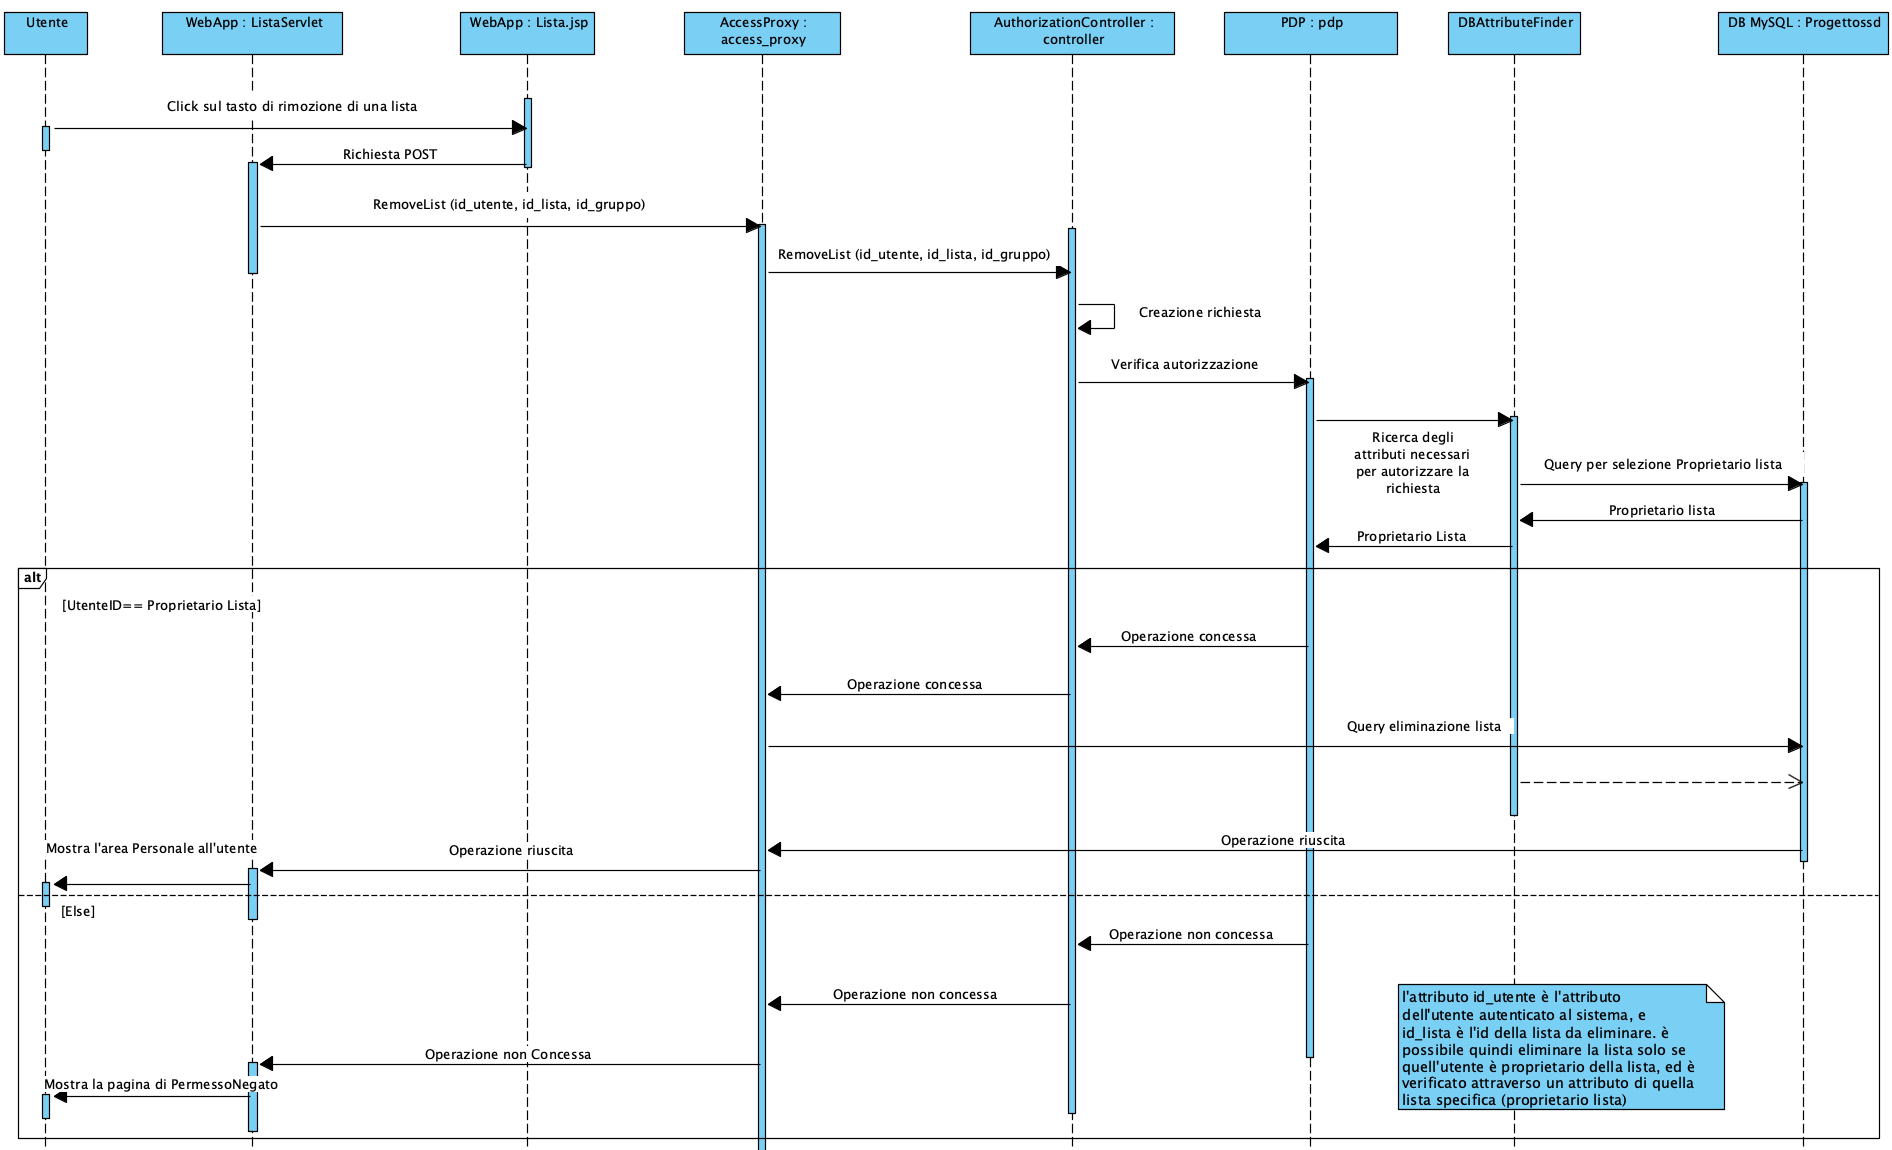 Utente
WebApp : ListaServlet
WebApp : Lista.jsp
AccessProxy :
access_proxy
AuthorizationController :
controller
PDP : pdp
DBAttributeFinder
DB MySQL : Progettossd
Click sul tasto di rimozione di una lista
Richiesta POST
RemoveList (id_utente, id_lista, id_gruppo)
RemoveList (id_utente, id_lista, id_gruppo)
Creazione richiesta
Verifica autorizzazione
Ricerca degli
attributi necessari
per autorizzare la
richiesta
Query per selezione Proprietario lista
Proprietario lista
Proprietario Lista
alt
[UtenteID== Proprietario Lista]
Operazione concessa
Operazione concessa
Query eliminazione lista
Operazione riuscita
Operazione riuscita
Mostra l'area Personale all'utente
[Else]
Operazione non concessa
Operazione non concessa
Operazione non Concessa
Mostra la pagina di PermessoNegato
l'attributo id_utente è l'attributo
dell'utente autenticato al sistema, e
id_lista è l'id della lista da eliminare. è
possibile quindi eliminare la lista solo se
quell'utente è proprietario della lista, ed è
verificato attraverso un attributo di quella
lista specifica (proprietario lista)